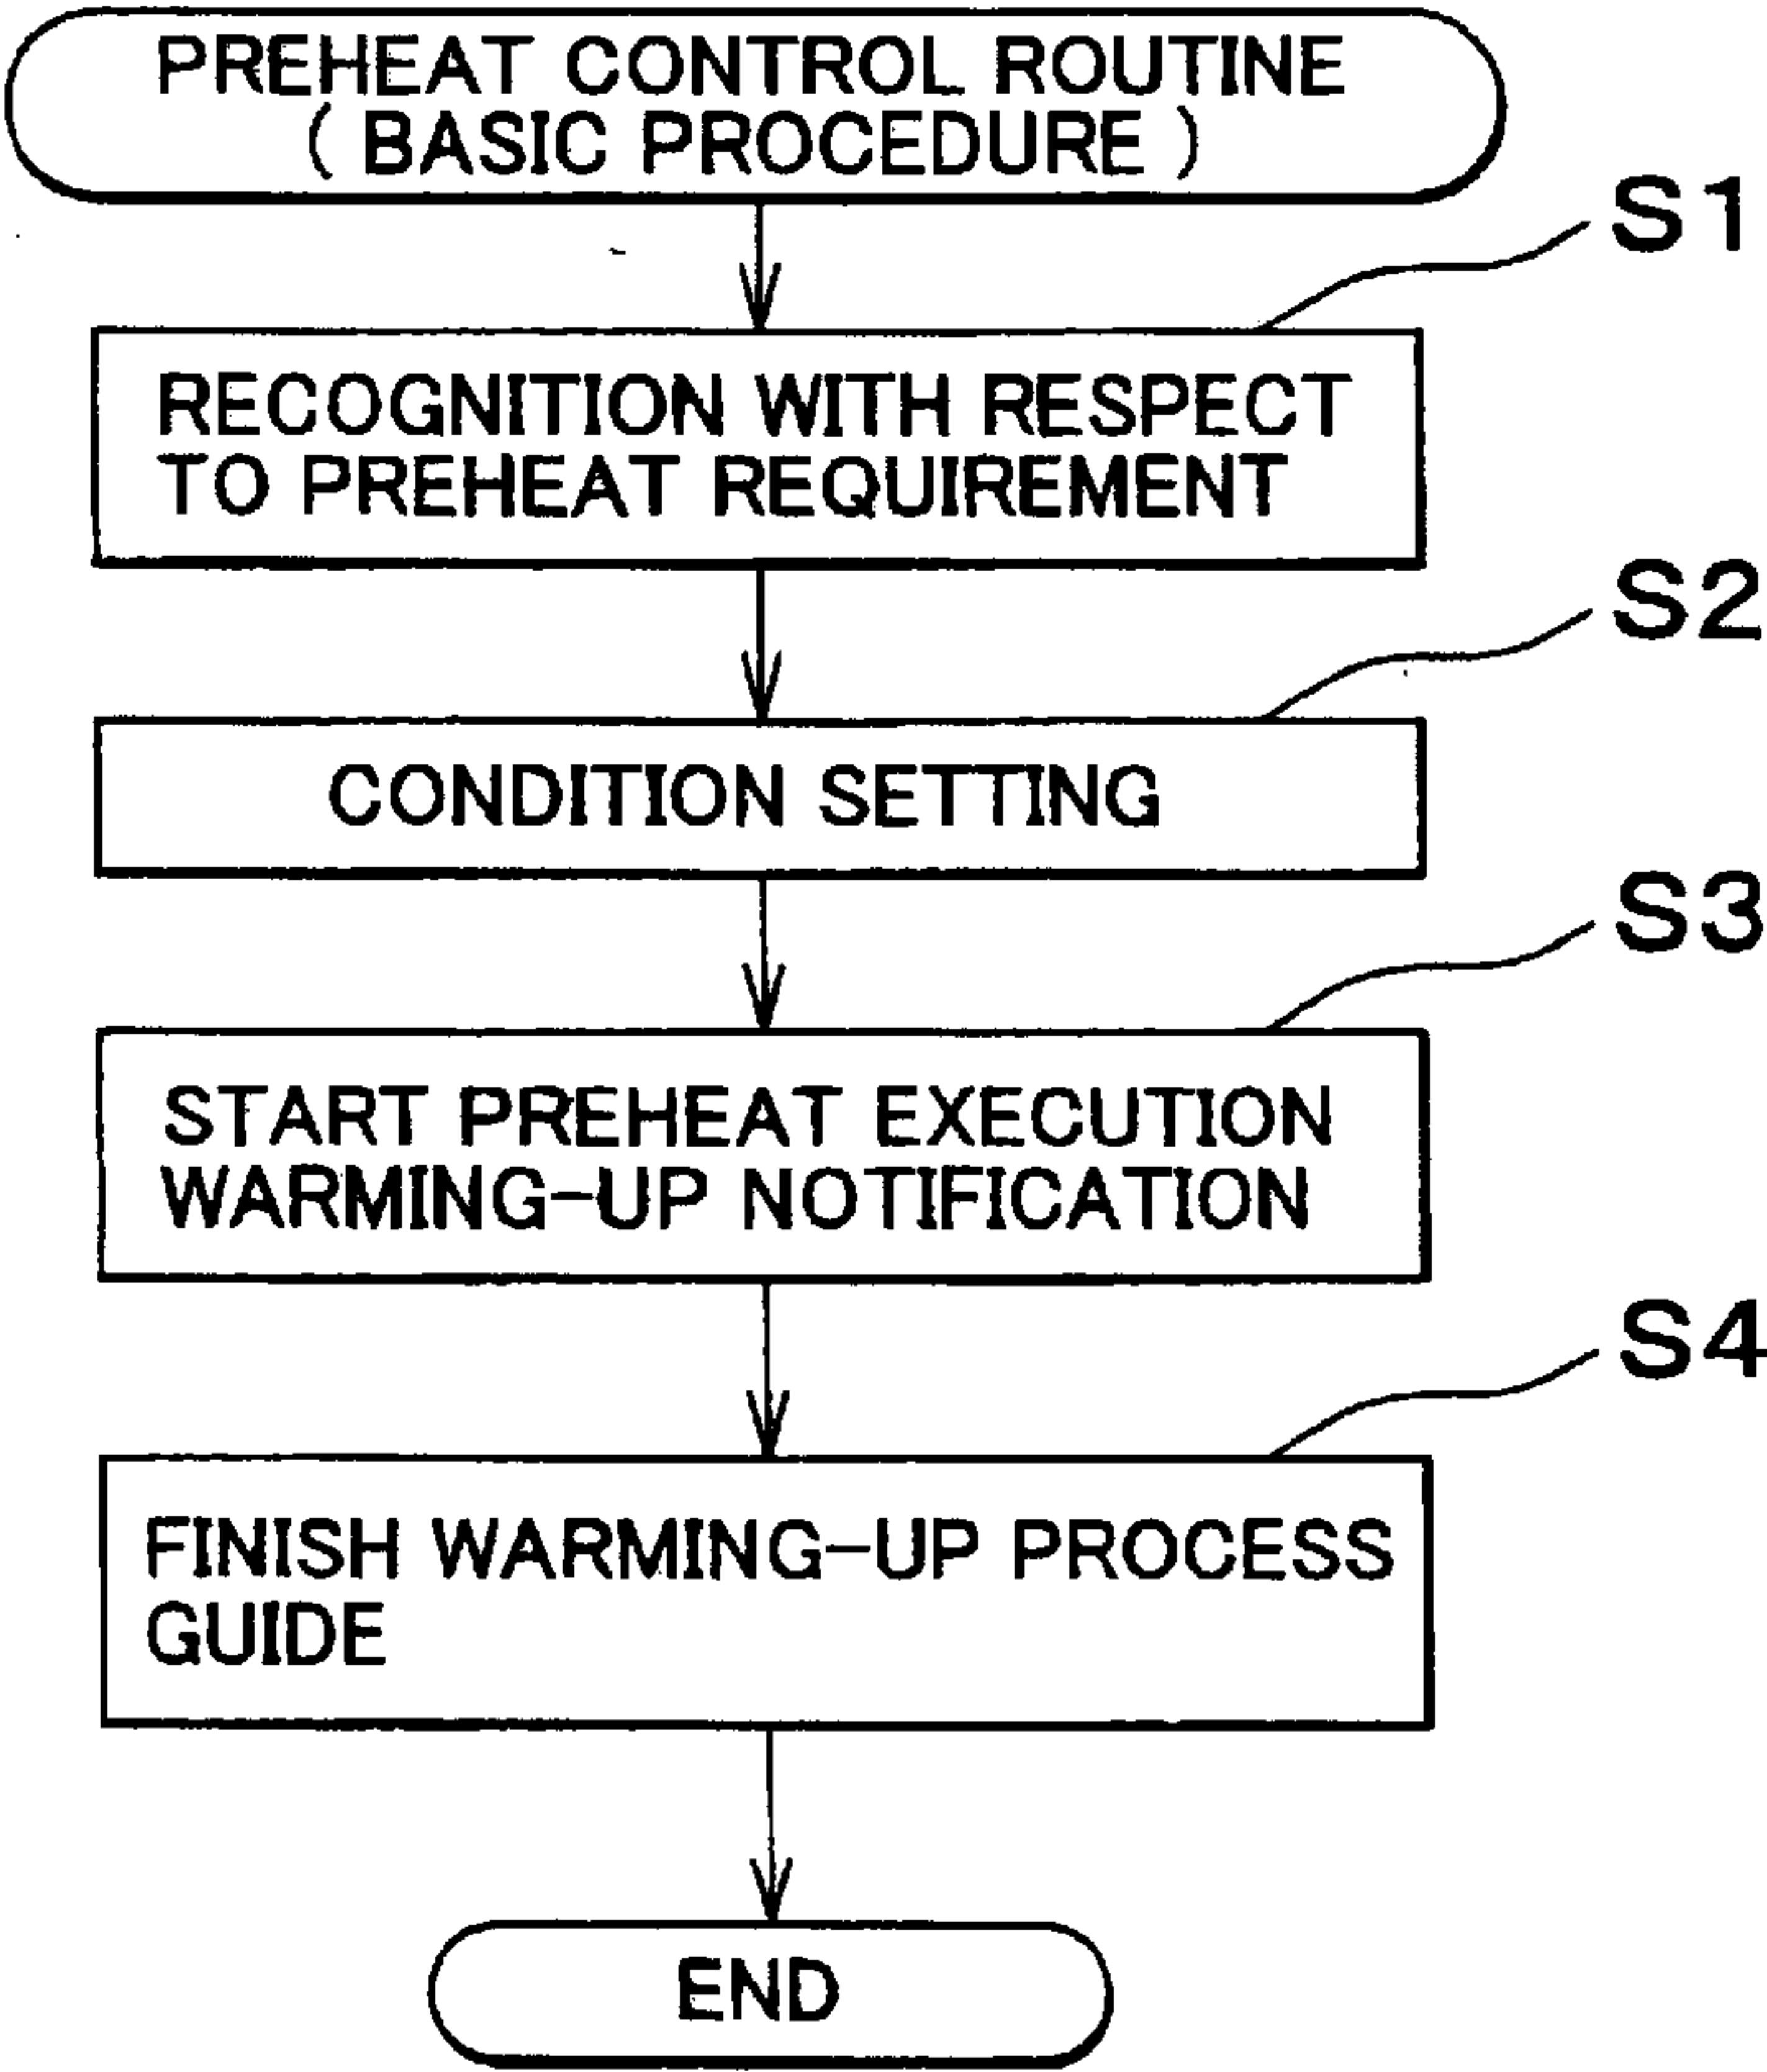 PREHEAT CONTROL ROUTINE
( BASIC PROCEDURE )
S1
RECOGNITION WITH RESPECT
TO PREHEAT REQUIREMENT
S2
CONDITION SETTING
S3
START PREHEAT EXECUTION
WARMING-UP NOTIFICATION
S4
FINISH WARMING-UP PROCESS
GUIDE
END